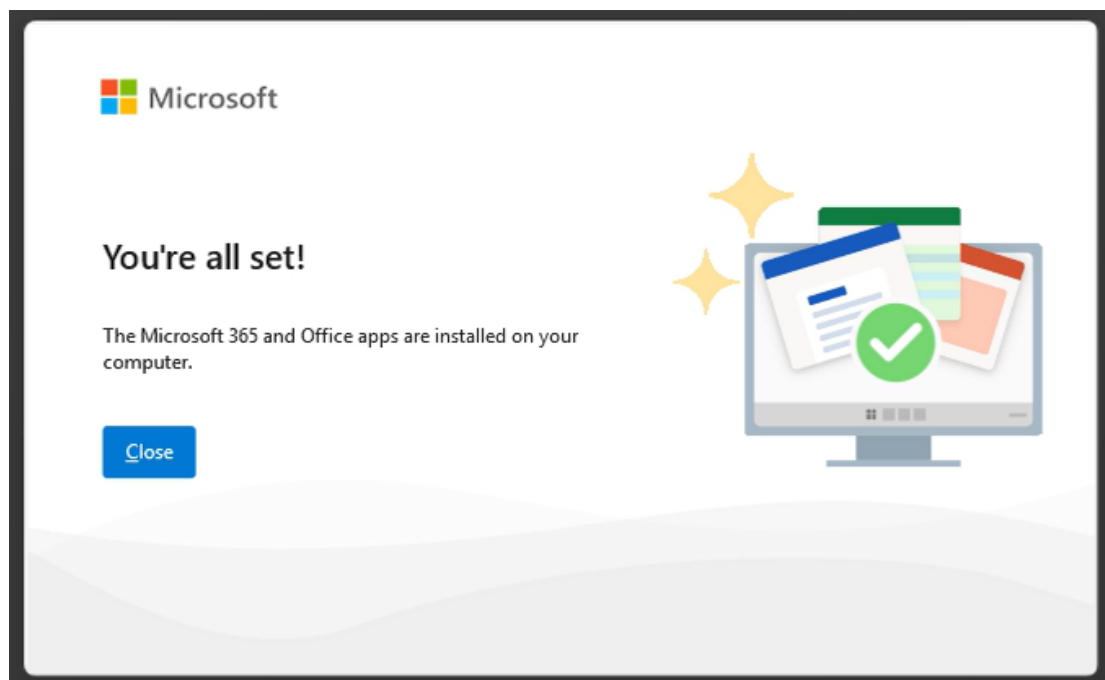 Microsoft
You're all set!
The Microsoft 365 and Office apps are installed on your
computer.
Close